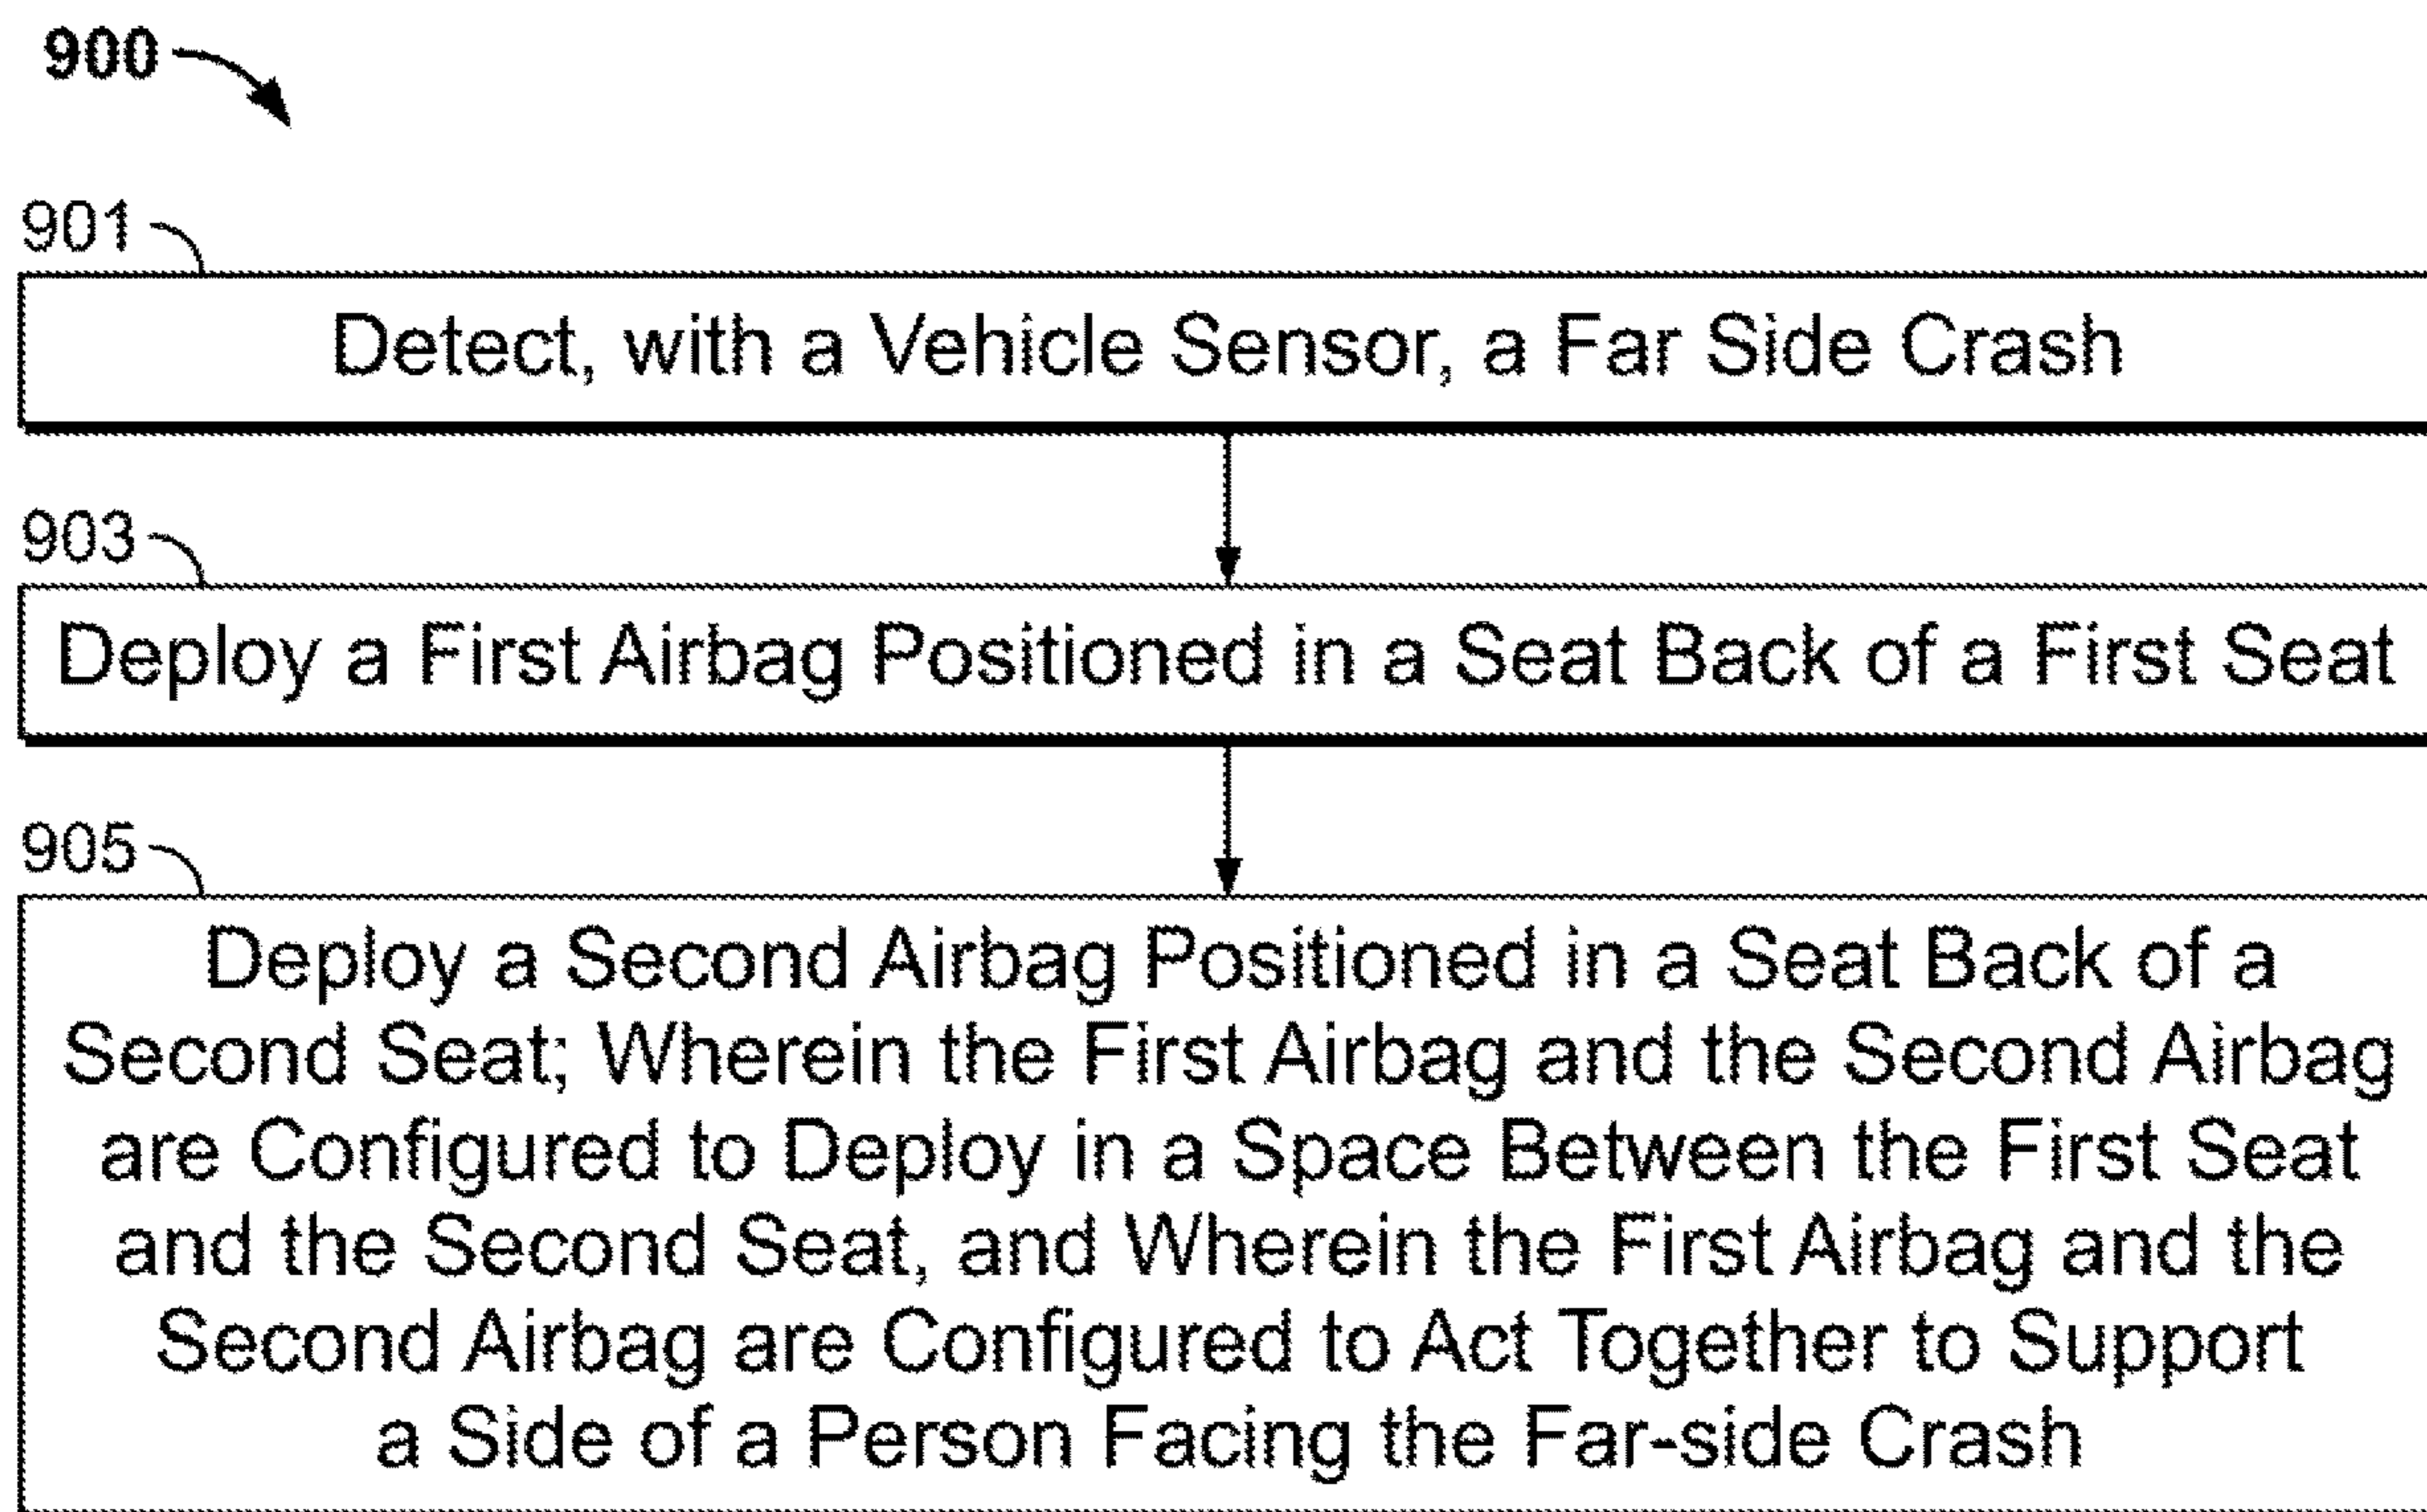 900
901
Detect, with a Vehicle Sensor, a Far Side Crash
903
Deploy a First Airbag Positioned in a Seat Back of a First Seat
905
Deploy a Second Airbag Positioned in a Seat Back of a
Second Seat; Wherein the First Airbag and the Second Airbag
are Configured to Deploy in a Space Between the First Seat
and the Second Seat, and Wherein the First Airbag and the
Second Airbag are Configured to Act Together to Support
a Side of a Person Facing the Far-side Crash